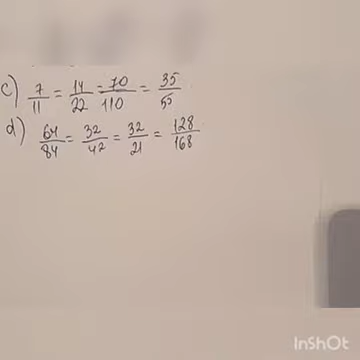 c) 7/11 = 14/22 = 70/110 = 35/55
d) 64/84 = 32/42 = 32/21 = 128/168
InShOt